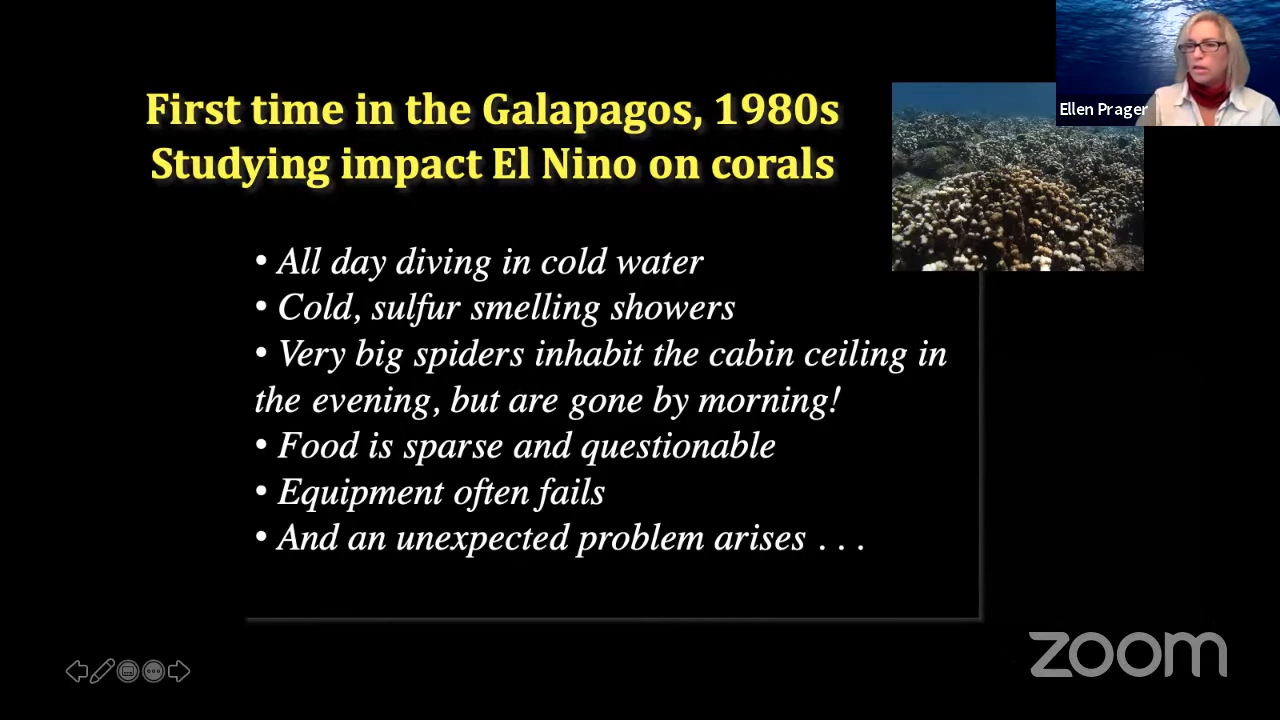 First time in the Galapagos, 1980s
Studying impact El Nino on corals
Ellen Prager
• All day diving in cold water
• Cold, sulfur smelling showers
• Very big spiders inhabit the cabin ceiling in
the evening, but are gone by morning!
• Food is sparse and questionable
• Equipment often fails
• And an unexpected problem arises . . .
zoom